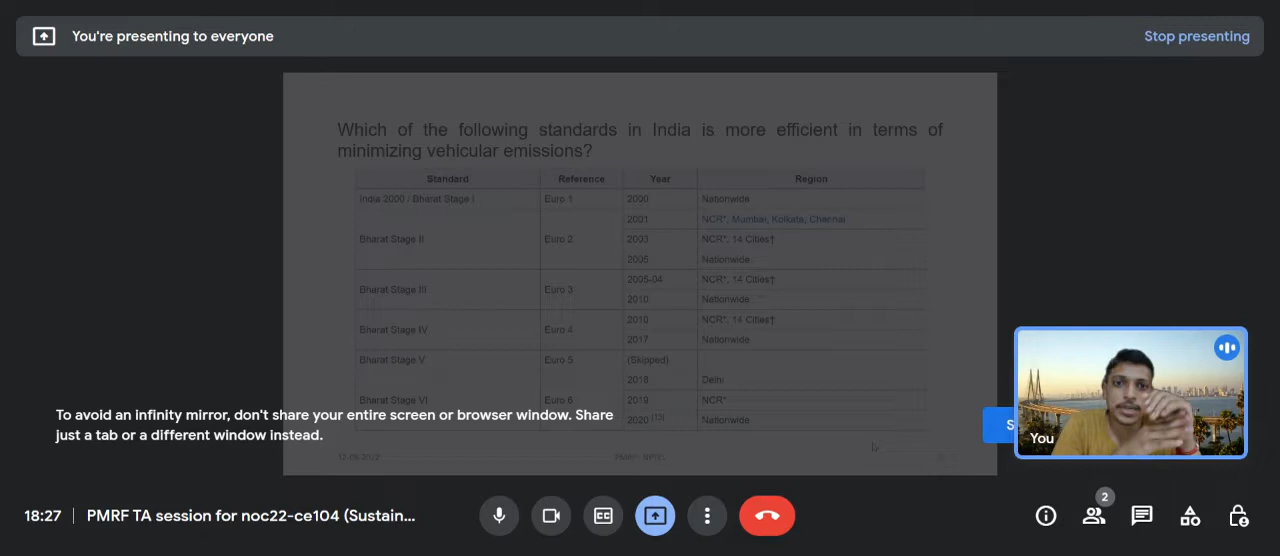 You're presenting to everyone
Stop presenting
Which of the following standards in India is more efficient in terms of
minimizing vehicular emissions?
Standard Reference Year Region
India 2000 / Bharat Stage I Euro 1 2000 Nationwide
Bharat Stage II Euro 2 2001 NCR*, Mumbai, Kolkata, Chennai
2003 NCR*, 14 Cities†
2005 Nationwide
Bharat Stage III Euro 3 2005-04 NCR*, 14 Cities†
2010 Nationwide
Bharat Stage IV Euro 4 2010 NCR*, 14 Cities†
2017 Nationwide
Bharat Stage V Euro 5 (Skipped)
Bharat Stage VI Euro 6 2018 Delhi
2019 NCR*
2020 [13] Nationwide
To avoid an infinity mirror, don't share your entire screen or browser window. Share
just a tab or a different window instead.
You
18:27 | PMRF TA session for noc22-ce104 (Sustain...
2